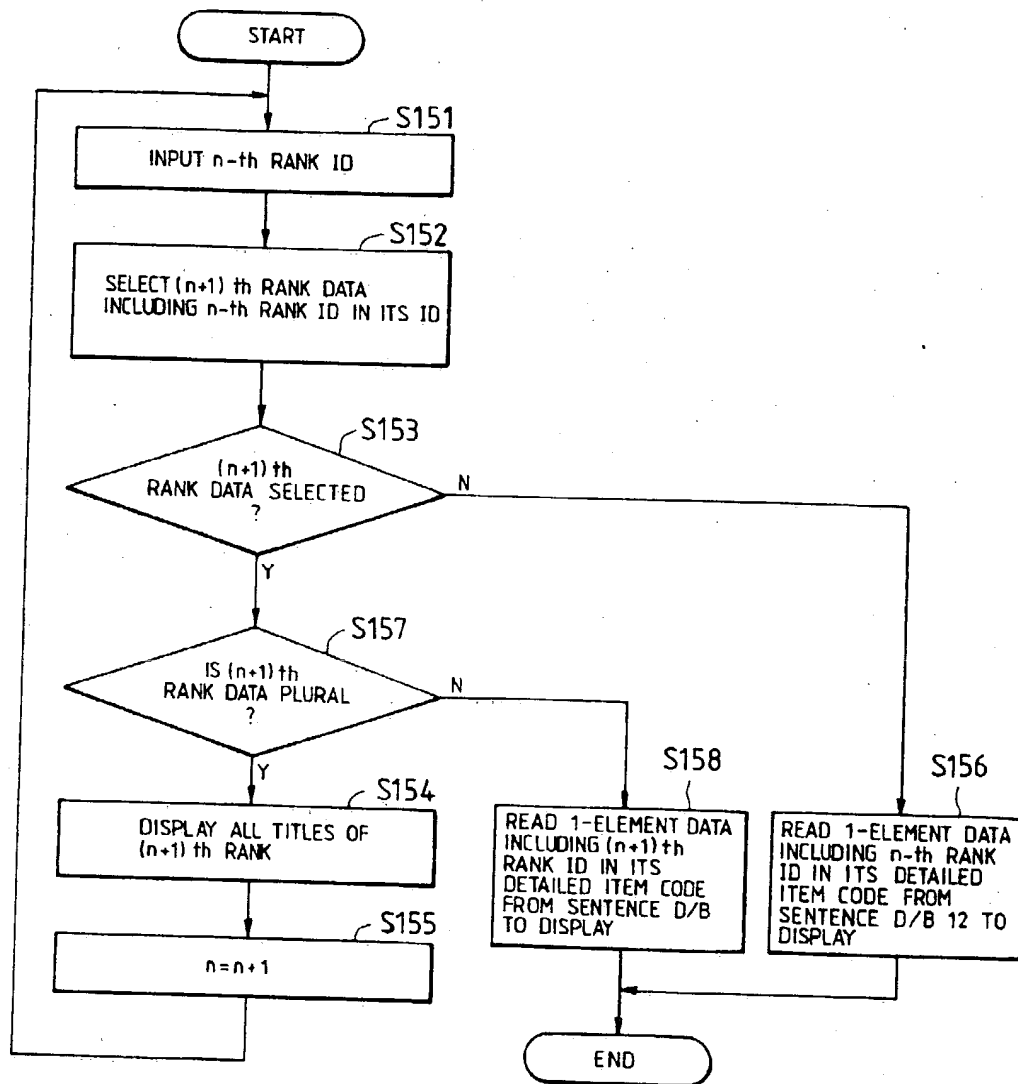 START
S151
INPUT n-th RANK ID
S152
SELECT (n+1) th RANK DATA
INCLUDING n-th RANK ID IN ITS ID
S153
(n+1) th
RANK DATA SELECTED
?
N
Y
S157
IS (n+1) th
RANK DATA PLURAL
?
N
Y
S154
DISPLAY ALL TITLES OF
(n+1) th RANK
S155
n=n+1
S158
READ 1-ELEMENT DATA
INCLUDING (n+1) th
RANK ID IN ITS
DETAILED ITEM CODE
FROM SENTENCE D/B
TO DISPLAY
S156
READ 1-ELEMENT DATA
INCLUDING n-th RANK
ID IN ITS DETAILED
ITEM CODE FROM
SENTENCE D/B 12 TO
DISPLAY
END